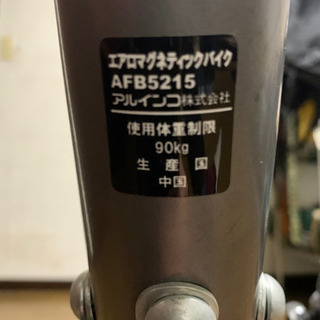 エアロマグネティックバイク
AFB5215
アルインコ株式会社
使用体重制限
90kg
生産国
中国